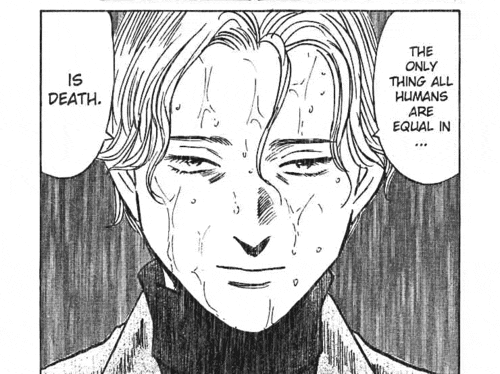 THE
ONLY
THING ALL
HUMANS
ARE
EQUAL IN
...
IS
DEATH.